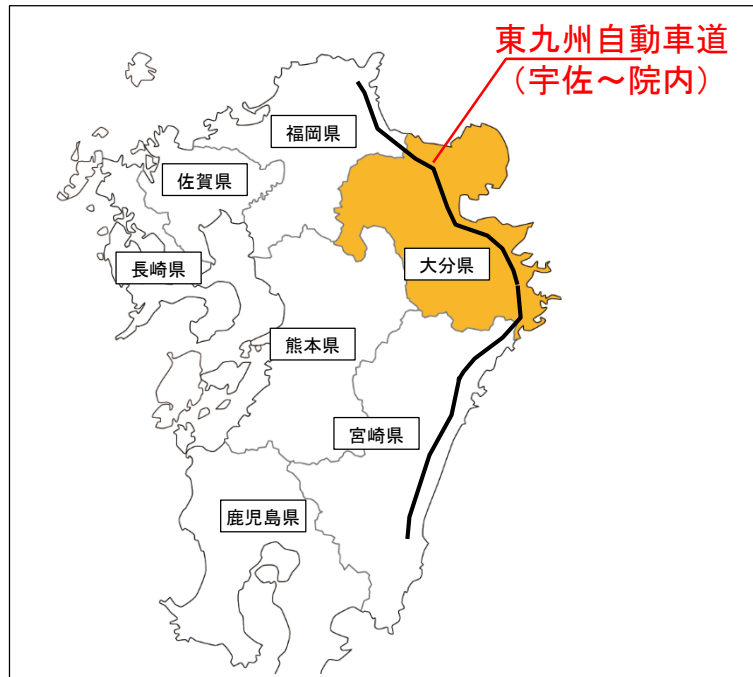 東九州自動車道
（宇佐～院内）
福岡県
佐賀県
長崎県
大分県
熊本県
宮崎県
鹿児島県